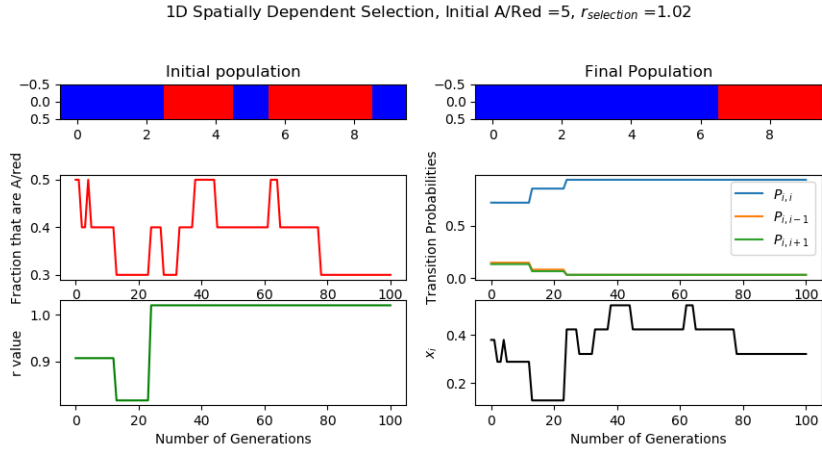 1D Spatially Dependent Selection, Initial A/Red =5, r_selection =1.02
Initial population
−0.5
0.0
0.5
0 2 4 6 8
Final Population
−0.5
0.0
0.5
0 2 4 6 8
Fraction that are A/red
0.5
0.4
0.3
0 20 40 60 80 100
Transition Probabilities
0.5
0.0
0 20 40 60 80 100
P_{i,i}
P_{i,i−1}
P_{i,i+1}
r value
1.0
0.9
0 20 40 60 80 100
Number of Generations
x_i
0.4
0.2
0 20 40 60 80 100
Number of Generations